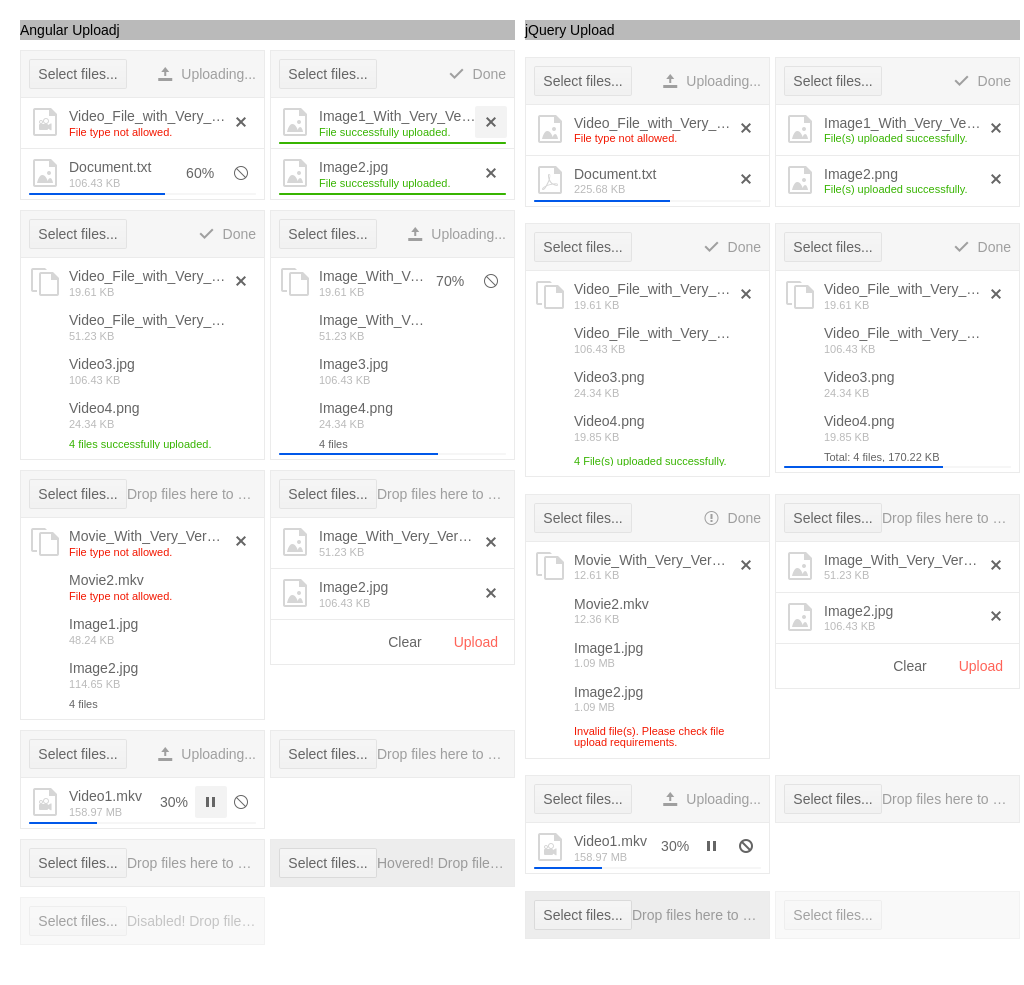 Angular Uploadj
Select files... Uploading...
Video_File_with_Very_...
File type not allowed.
Document.txt
106.43 KB
60%
Select files... Done
Image1_With_Very_Ve...
File successfully uploaded.
Image2.jpg
File successfully uploaded.
Select files... Done
Video_File_with_Very_...
19.61 KB
Video_File_with_Very_...
51.23 KB
Video3.jpg
106.43 KB
Video4.png
24.34 KB
4 files successfully uploaded.
Select files... Uploading...
Image_With_V...
19.61 KB
70%
Image_With_V...
51.23 KB
Image3.jpg
106.43 KB
Image4.png
24.34 KB
4 files
Select files... Drop files here to ...
Movie_With_Very_Ver...
File type not allowed.
Movie2.mkv
File type not allowed.
Image1.jpg
48.24 KB
Image2.jpg
114.65 KB
4 files
Select files... Drop files here to ...
Image_With_Very_Ver...
51.23 KB
Image2.jpg
106.43 KB
Clear Upload
Select files... Uploading...
Video1.mkv
158.97 MB
30%
Select files... Drop files here to ...
Select files... Drop files here to ...
Select files... Hovered! Drop file...
Select files... Disabled! Drop file...
jQuery Upload
Select files... Uploading...
Video_File_with_Very_...
File type not allowed.
Document.txt
225.68 KB
Select files... Done
Image1_With_Very_Ve...
File(s) uploaded successfully.
Image2.png
File(s) uploaded successfully.
Select files... Done
Video_File_with_Very_...
19.61 KB
Video_File_with_Very_...
106.43 KB
Video3.png
24.34 KB
Video4.png
19.85 KB
4 File(s) uploaded successfully.
Select files... Done
Video_File_with_Very_...
19.61 KB
Video_File_with_Very_...
106.43 KB
Video3.png
24.34 KB
Video4.png
19.85 KB
Total: 4 files, 170.22 KB
Select files... Done
Movie_With_Very_Ver...
12.61 KB
Movie2.mkv
12.36 KB
Image1.jpg
1.09 MB
Image2.jpg
1.09 MB
Invalid file(s). Please check file
upload requirements.
Select files... Drop files here to ...
Image_With_Very_Ver...
51.23 KB
Image2.jpg
106.43 KB
Clear Upload
Select files... Uploading...
Video1.mkv
158.97 MB
30%
Select files... Drop files here to ...
Select files... Drop files here to ...
Select files...